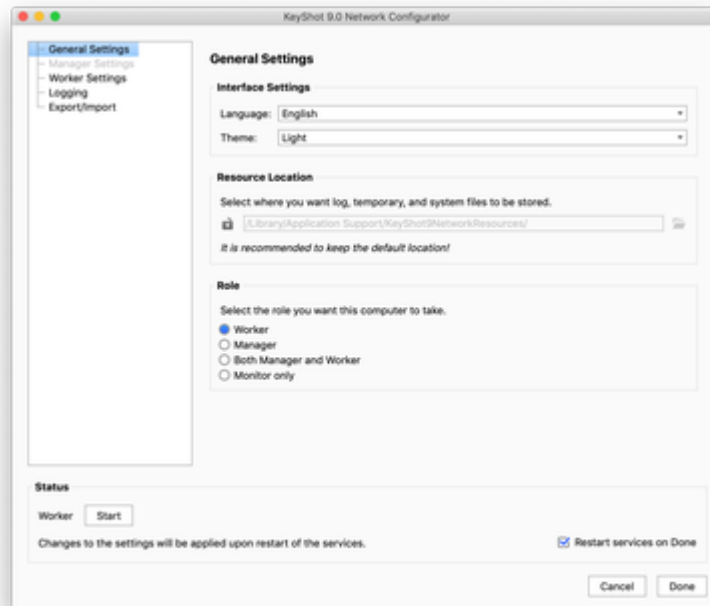 KeyShot 9.0 Network Configurator
General Settings
Manager Settings
Worker Settings
Logging
Export/Import
General Settings
Interface Settings
Language: English
Theme: Light
Resource Location
Select where you want log, temporary, and system files to be stored.
/Library/Application Support/KeyShot9NetworkResources/
It is recommended to keep the default location!
Role
Select the role you want this computer to take.
Worker
Manager
Both Manager and Worker
Monitor only
Status
Worker Start
Changes to the settings will be applied upon restart of the services.
Restart services on Done
Cancel Done